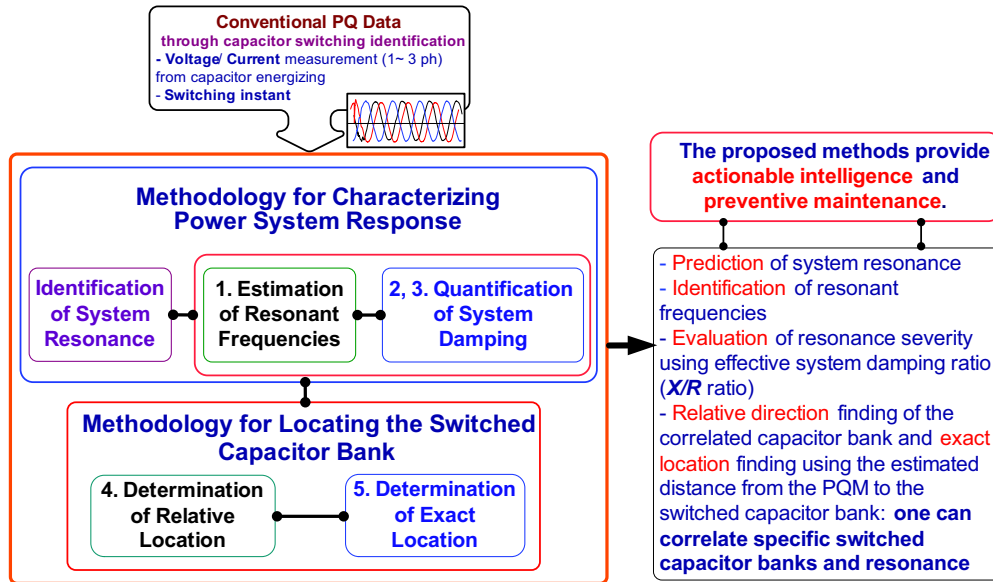 Conventional PQ Data
through capacitor switching identification
- Voltage/ Current measurement (1~ 3 ph)
from capacitor energizing
- Switching instant
Methodology for Characterizing
Power System Response
Identification
of System
Resonance
1. Estimation
of Resonant
Frequencies
2, 3. Quantification
of System
Damping
Methodology for Locating the Switched
Capacitor Bank
4. Determination
of Relative
Location
5. Determination
of Exact
Location
The proposed methods provide
actionable intelligence and
preventive maintenance.
- Prediction of system resonance
- Identification of resonant
frequencies
- Evaluation of resonance severity
using effective system damping ratio
(X/R ratio)
- Relative direction finding of the
correlated capacitor bank and exact
location finding using the estimated
distance from the PQM to the
switched capacitor bank: one can
correlate specific switched
capacitor banks and resonance